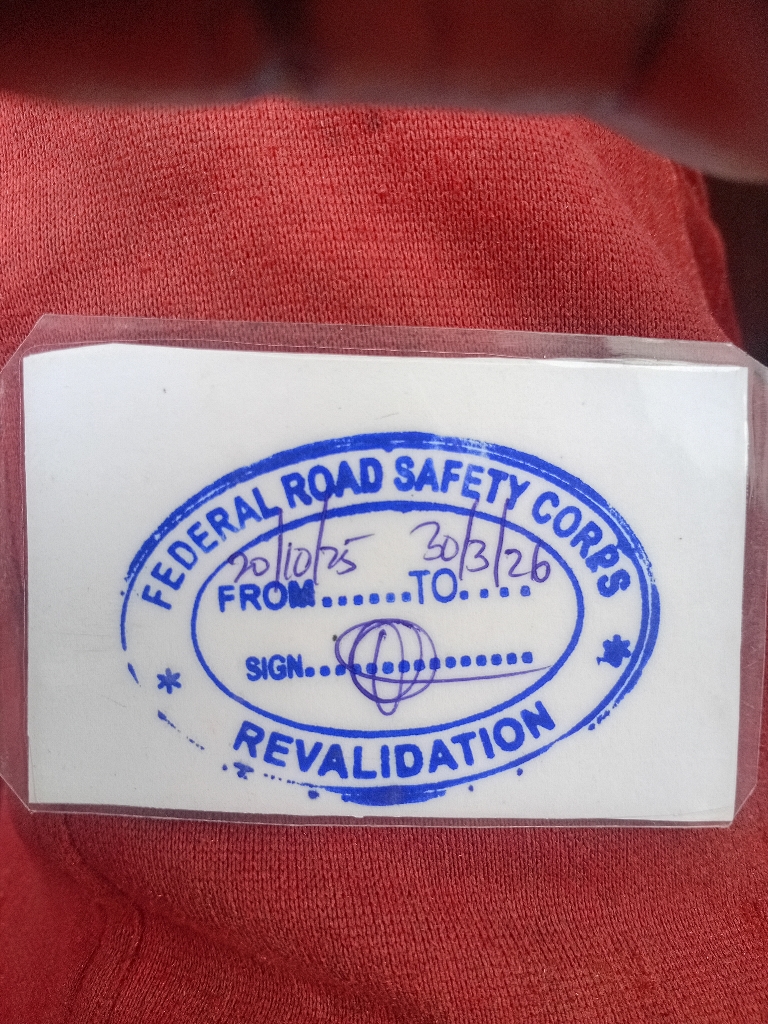 FEDERAL ROAD SAFETY CORPS
20/10/25 30/3/26
FROM......TO....
SIGN...............
REVALIDATION